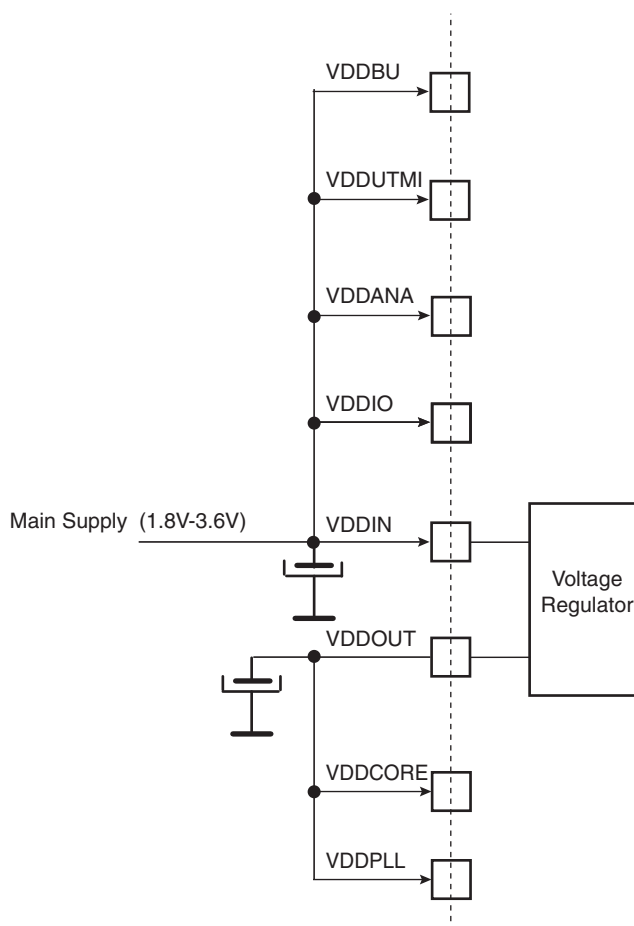 VDDBU
VDDUTMI
VDDANA
VDDIO
Main Supply (1.8V-3.6V)
VDDIN
Voltage
Regulator
VDDOUT
VDDCORE
VDDPLL